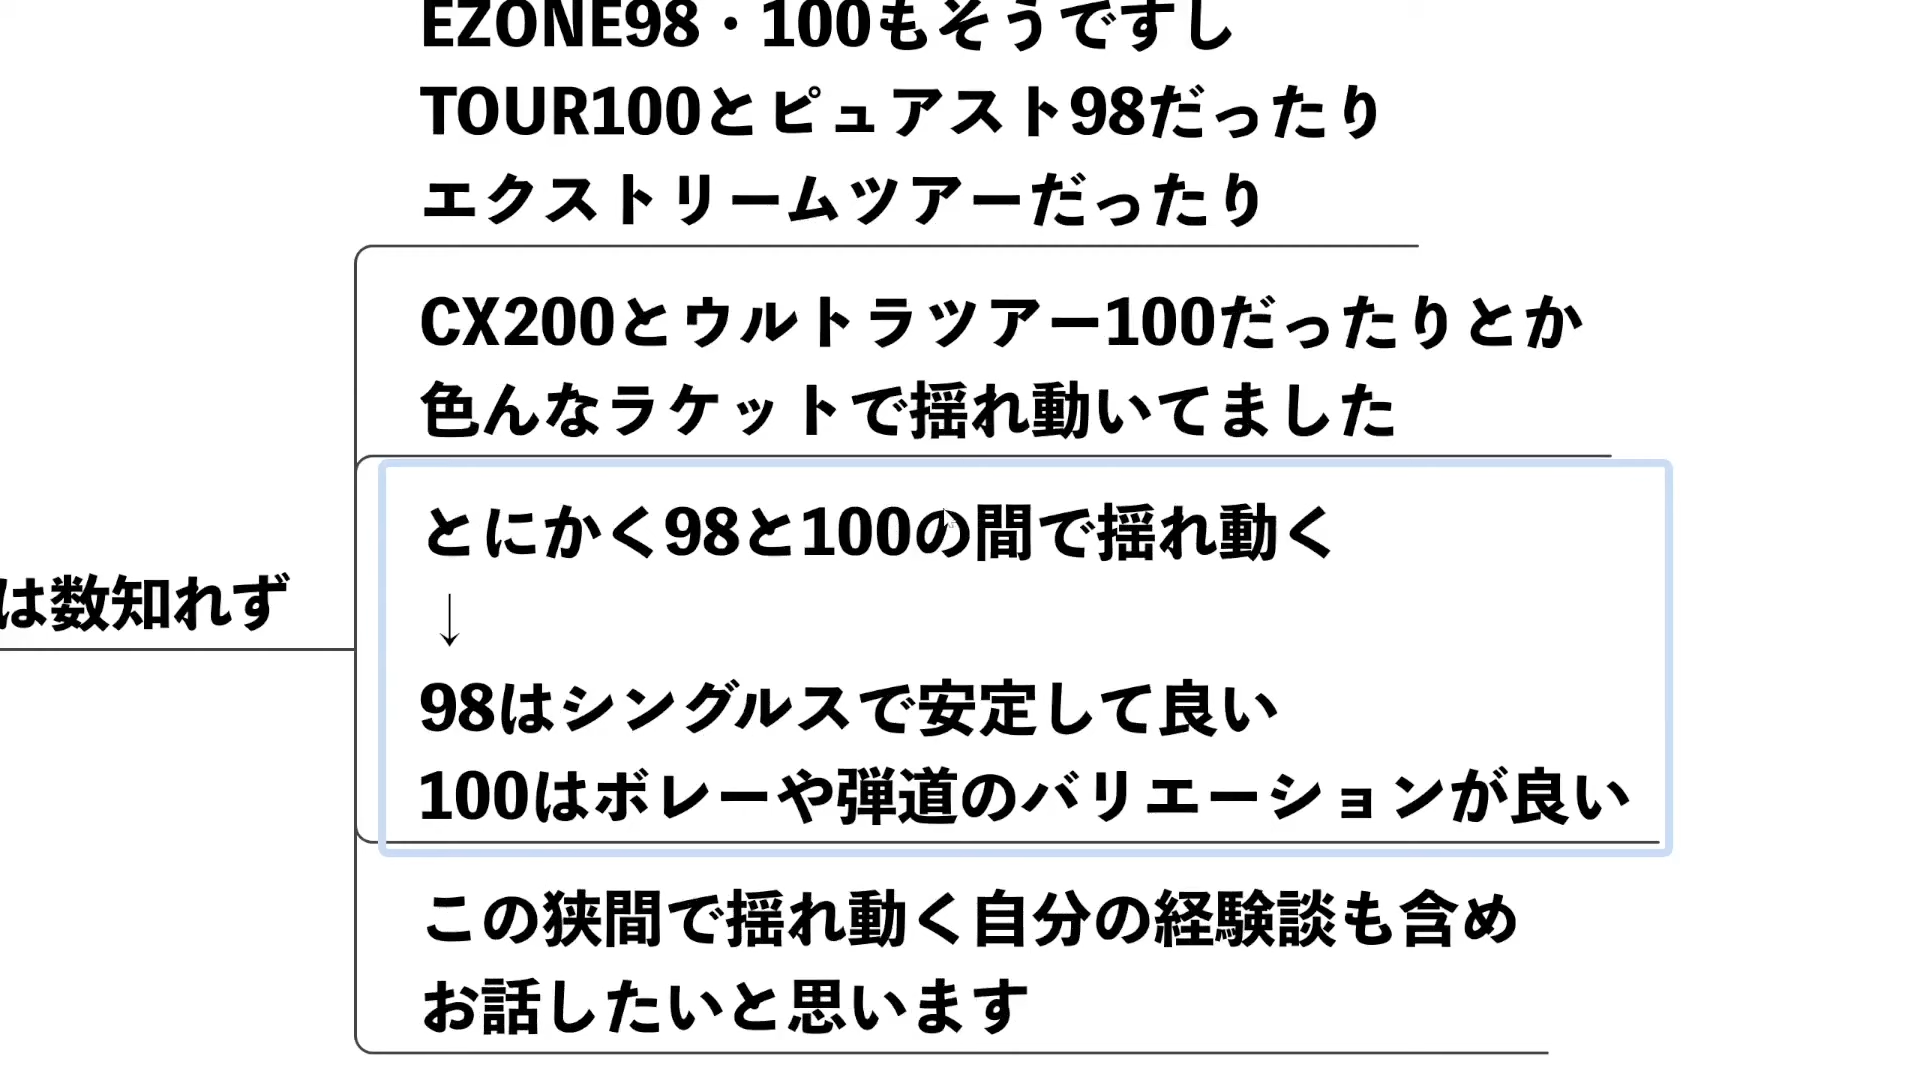 EZONE98・100もそうですし
TOUR100とピュアスト98だったり
エクストリームツアーだったり
CX200とウルトラツアー100だったりとか
色んなラケットで揺れ動いてました
とにかく98と100の間で揺れ動く
↓
98はシングルスで安定して良い
100はボレーや弾道のバリエーションが良い
は数知れず
この狭間で揺れ動く自分の経験談も含め
お話したいと思います